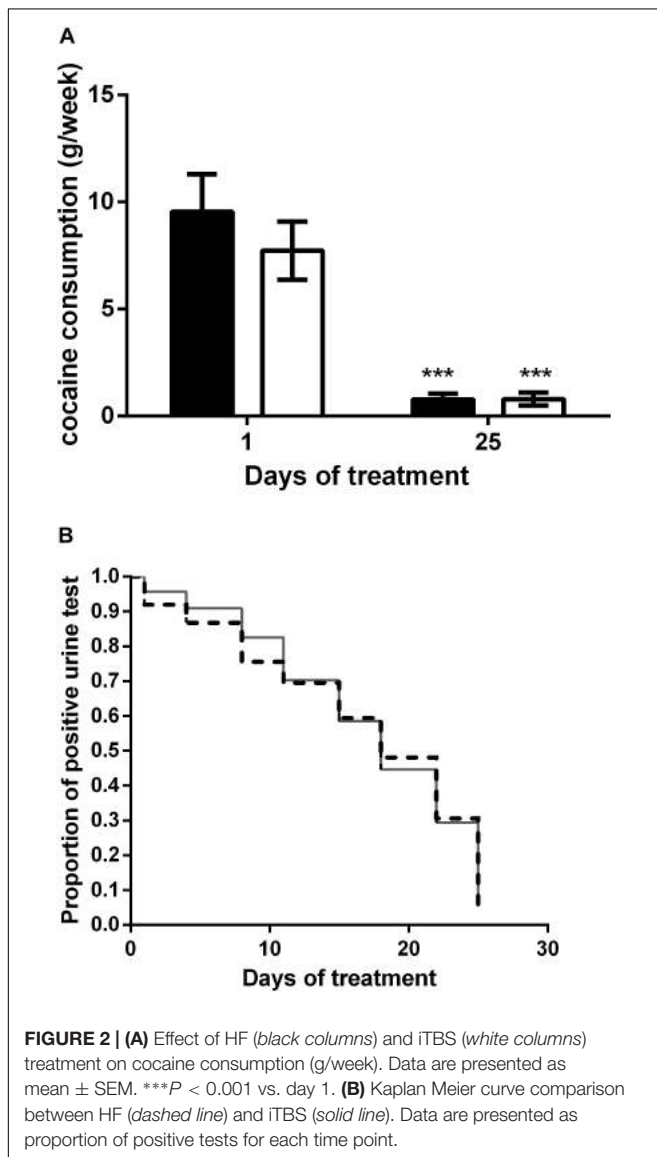 A
cocaine consumption (g/week)
15
10
5
0
*** ***
1 25
Days of treatment
B
Proportion of positive urine test
1.0
0.9
0.8
0.7
0.6
0.5
0.4
0.3
0.2
0.1
0.0
0 10 20 30
Days of treatment
FIGURE 2 | (A) Effect of HF (black columns) and iTBS (white columns)
treatment on cocaine consumption (g/week). Data are presented as
mean ± SEM. ***P < 0.001 vs. day 1. (B) Kaplan Meier curve comparison
between HF (dashed line) and iTBS (solid line). Data are presented as
proportion of positive tests for each time point.